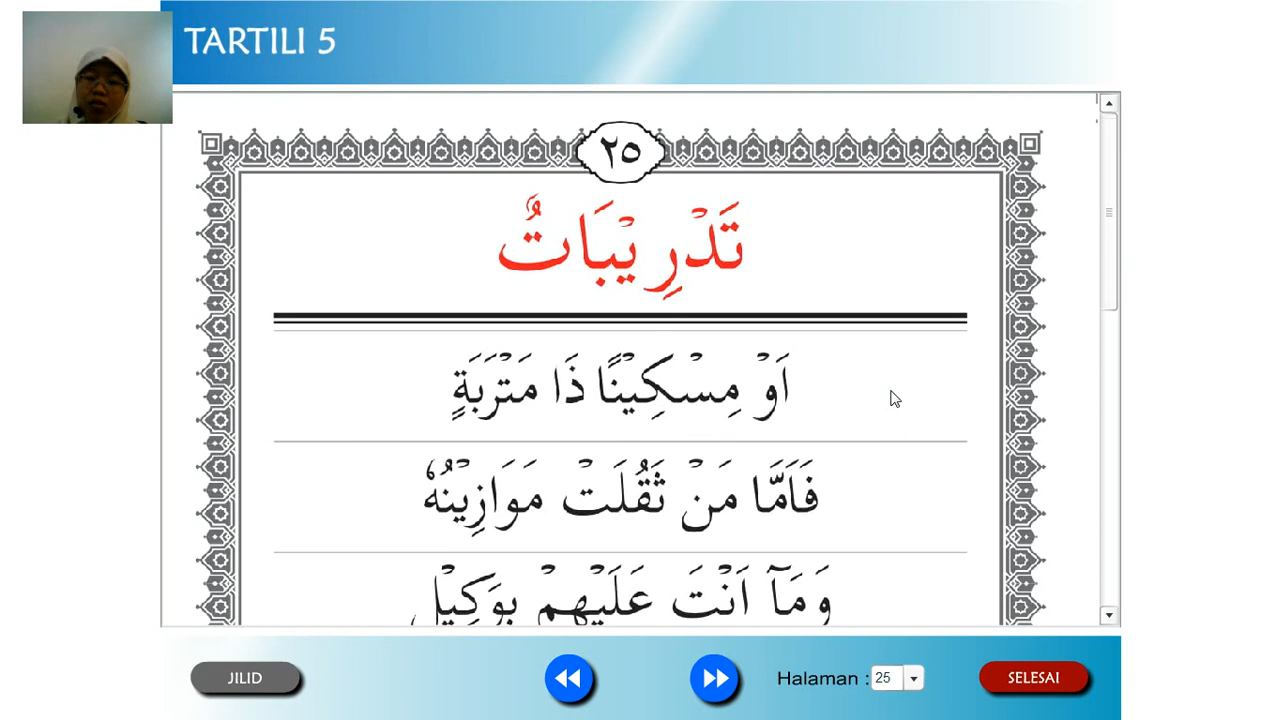 TARTILI 5
٢٥
تَدْرِيْبَاتٌ
اَوْ مِسْكِيْنًا ذَا مَتْرَبَةٍ
فَاَمَّا مَنْ ثَقُلَتْ مَوَازِيْنُهٗ
وَمَآ اَنْتَ عَلَيْهِمْ بِوَكِيْلٍ
JILID
Halaman : 25
SELESAI